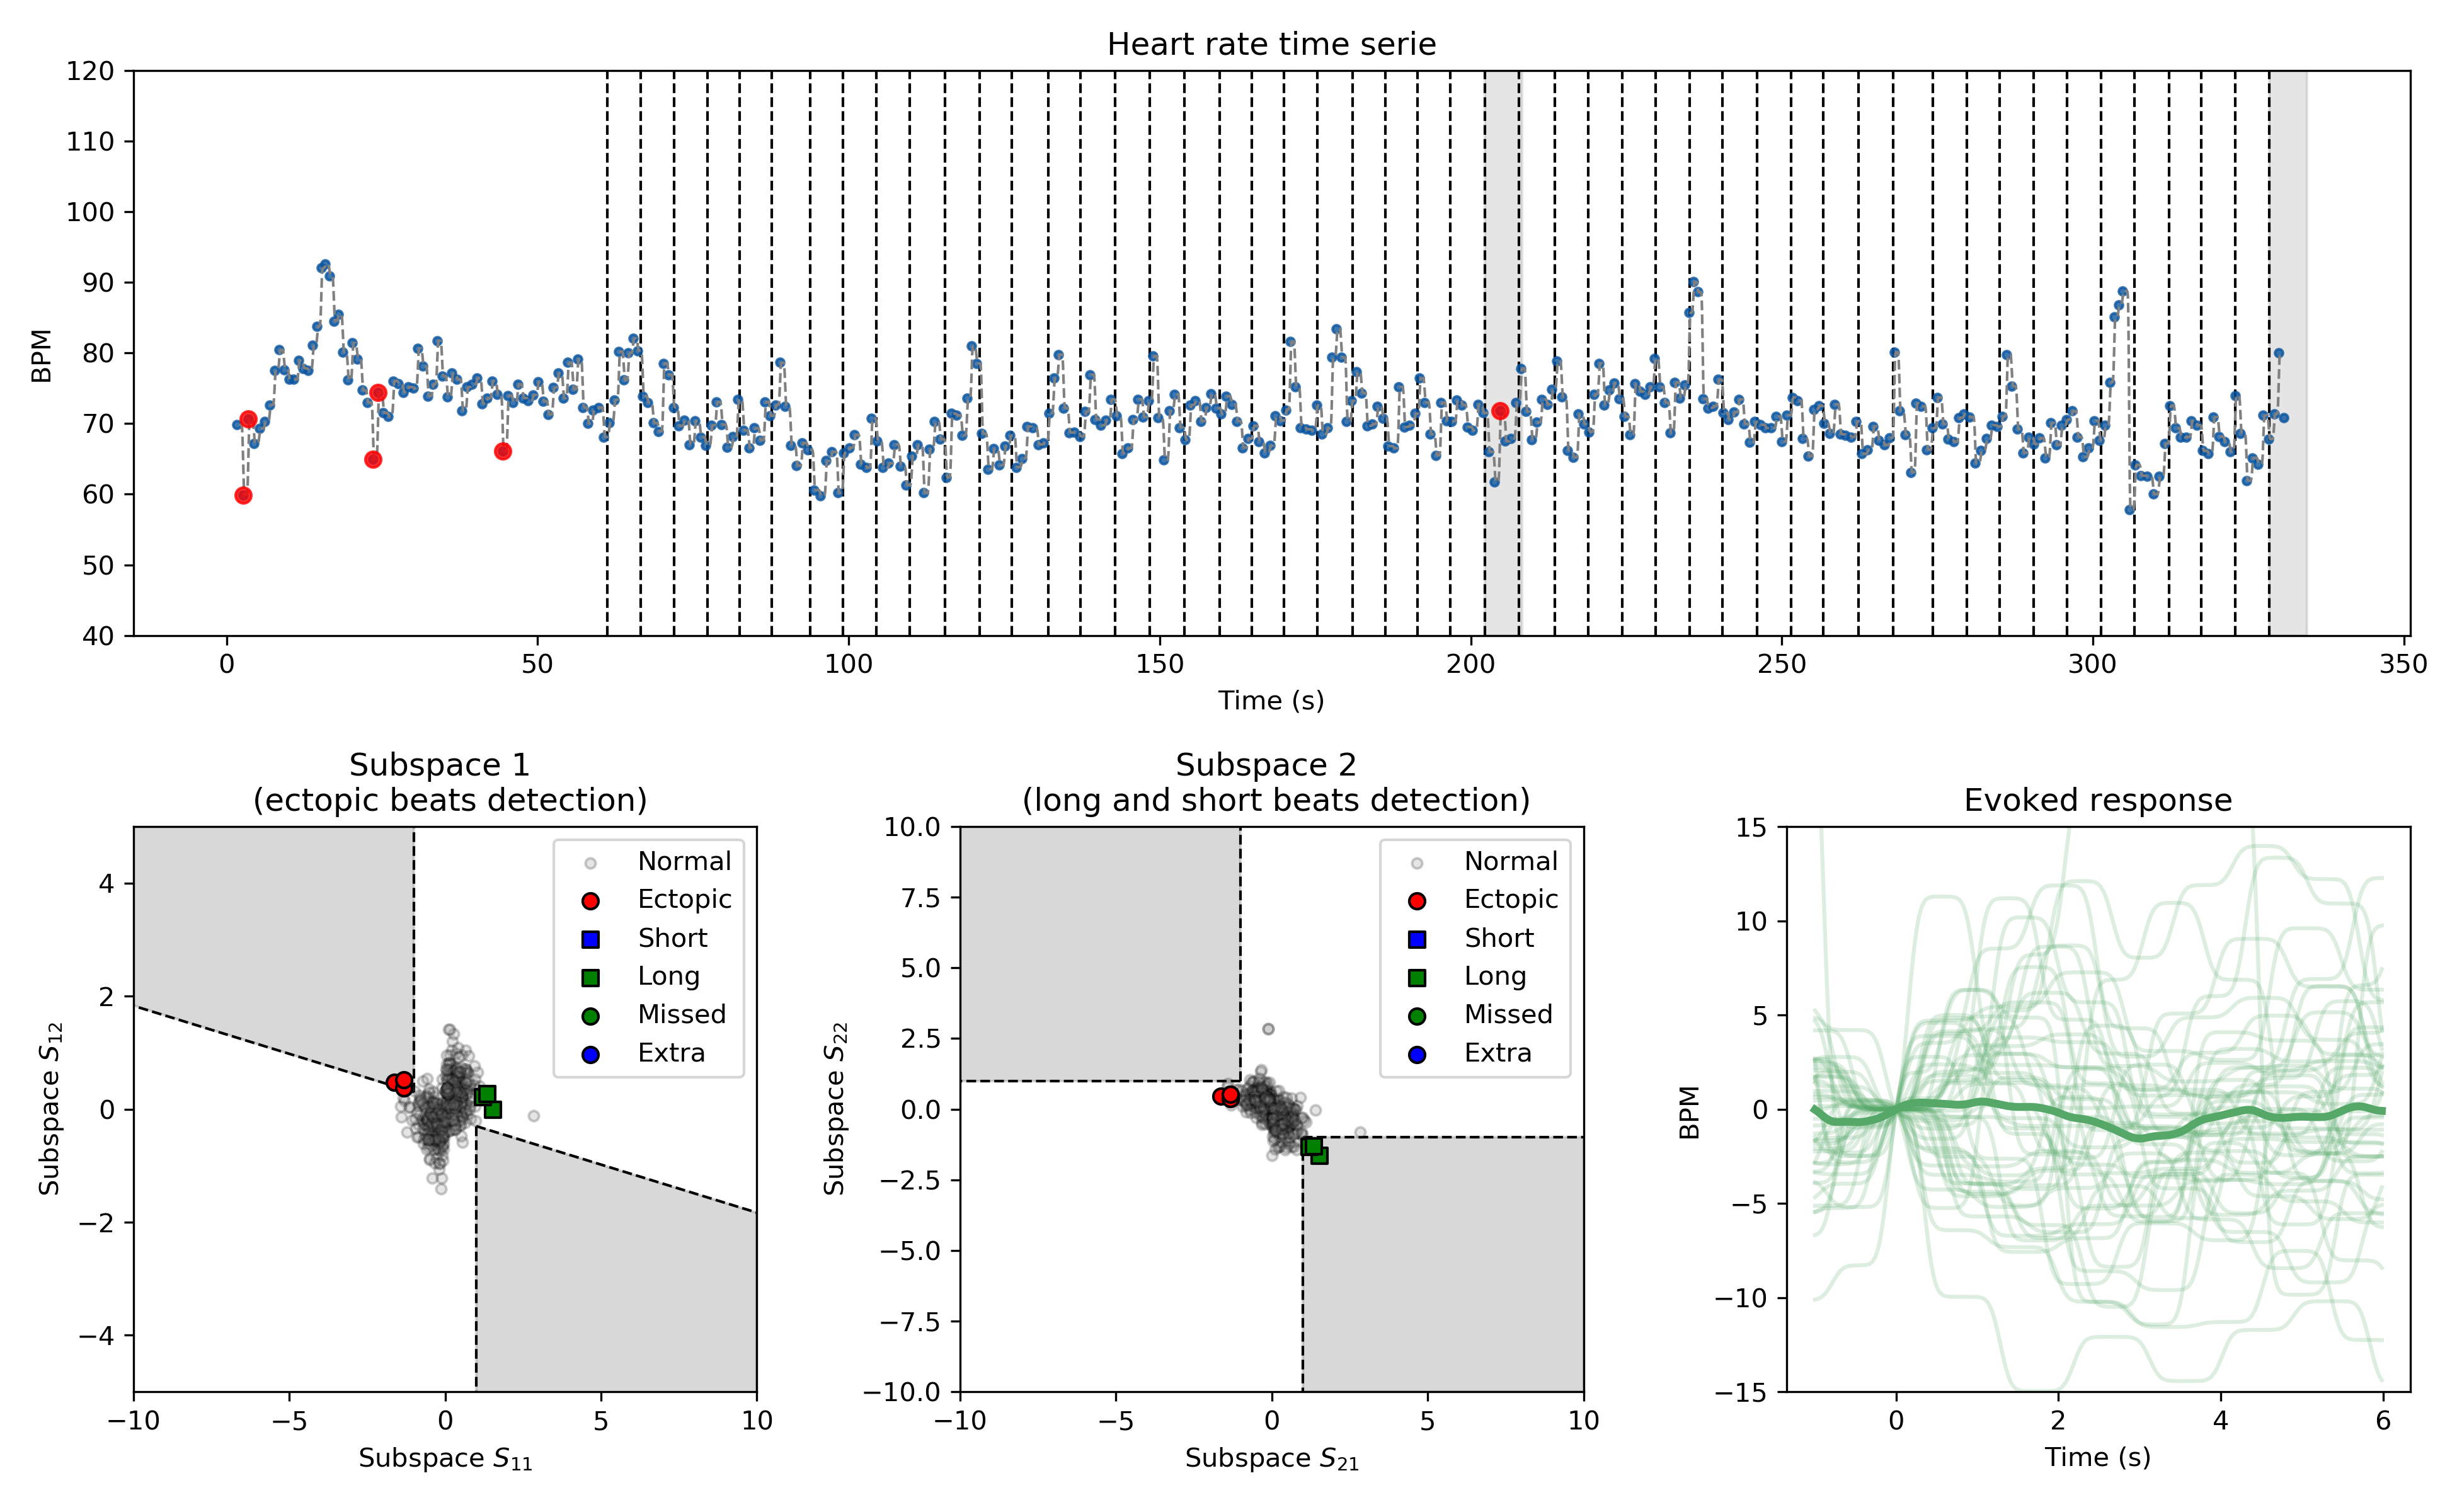 Heart rate time serie
120
110
100
90
80
70
60
50
40
BPM
0 50 100 150 200 250 300 350
Time (s)
Subspace 1
(ectopic beats detection)
4
2
0
−2
−4
Subspace S₁₂
Normal
Ectopic
Short
Long
Missed
Extra
−10 −5 0 5 10
Subspace S₁₁
Subspace 2
(long and short beats detection)
10.0
7.5
5.0
2.5
0.0
−2.5
−5.0
−7.5
−10.0
Subspace S₂₂
Normal
Ectopic
Short
Long
Missed
Extra
−10 −5 0 5 10
Subspace S₂₁
Evoked response
15
10
5
0
−5
−10
−15
BPM
0 2 4 6
Time (s)